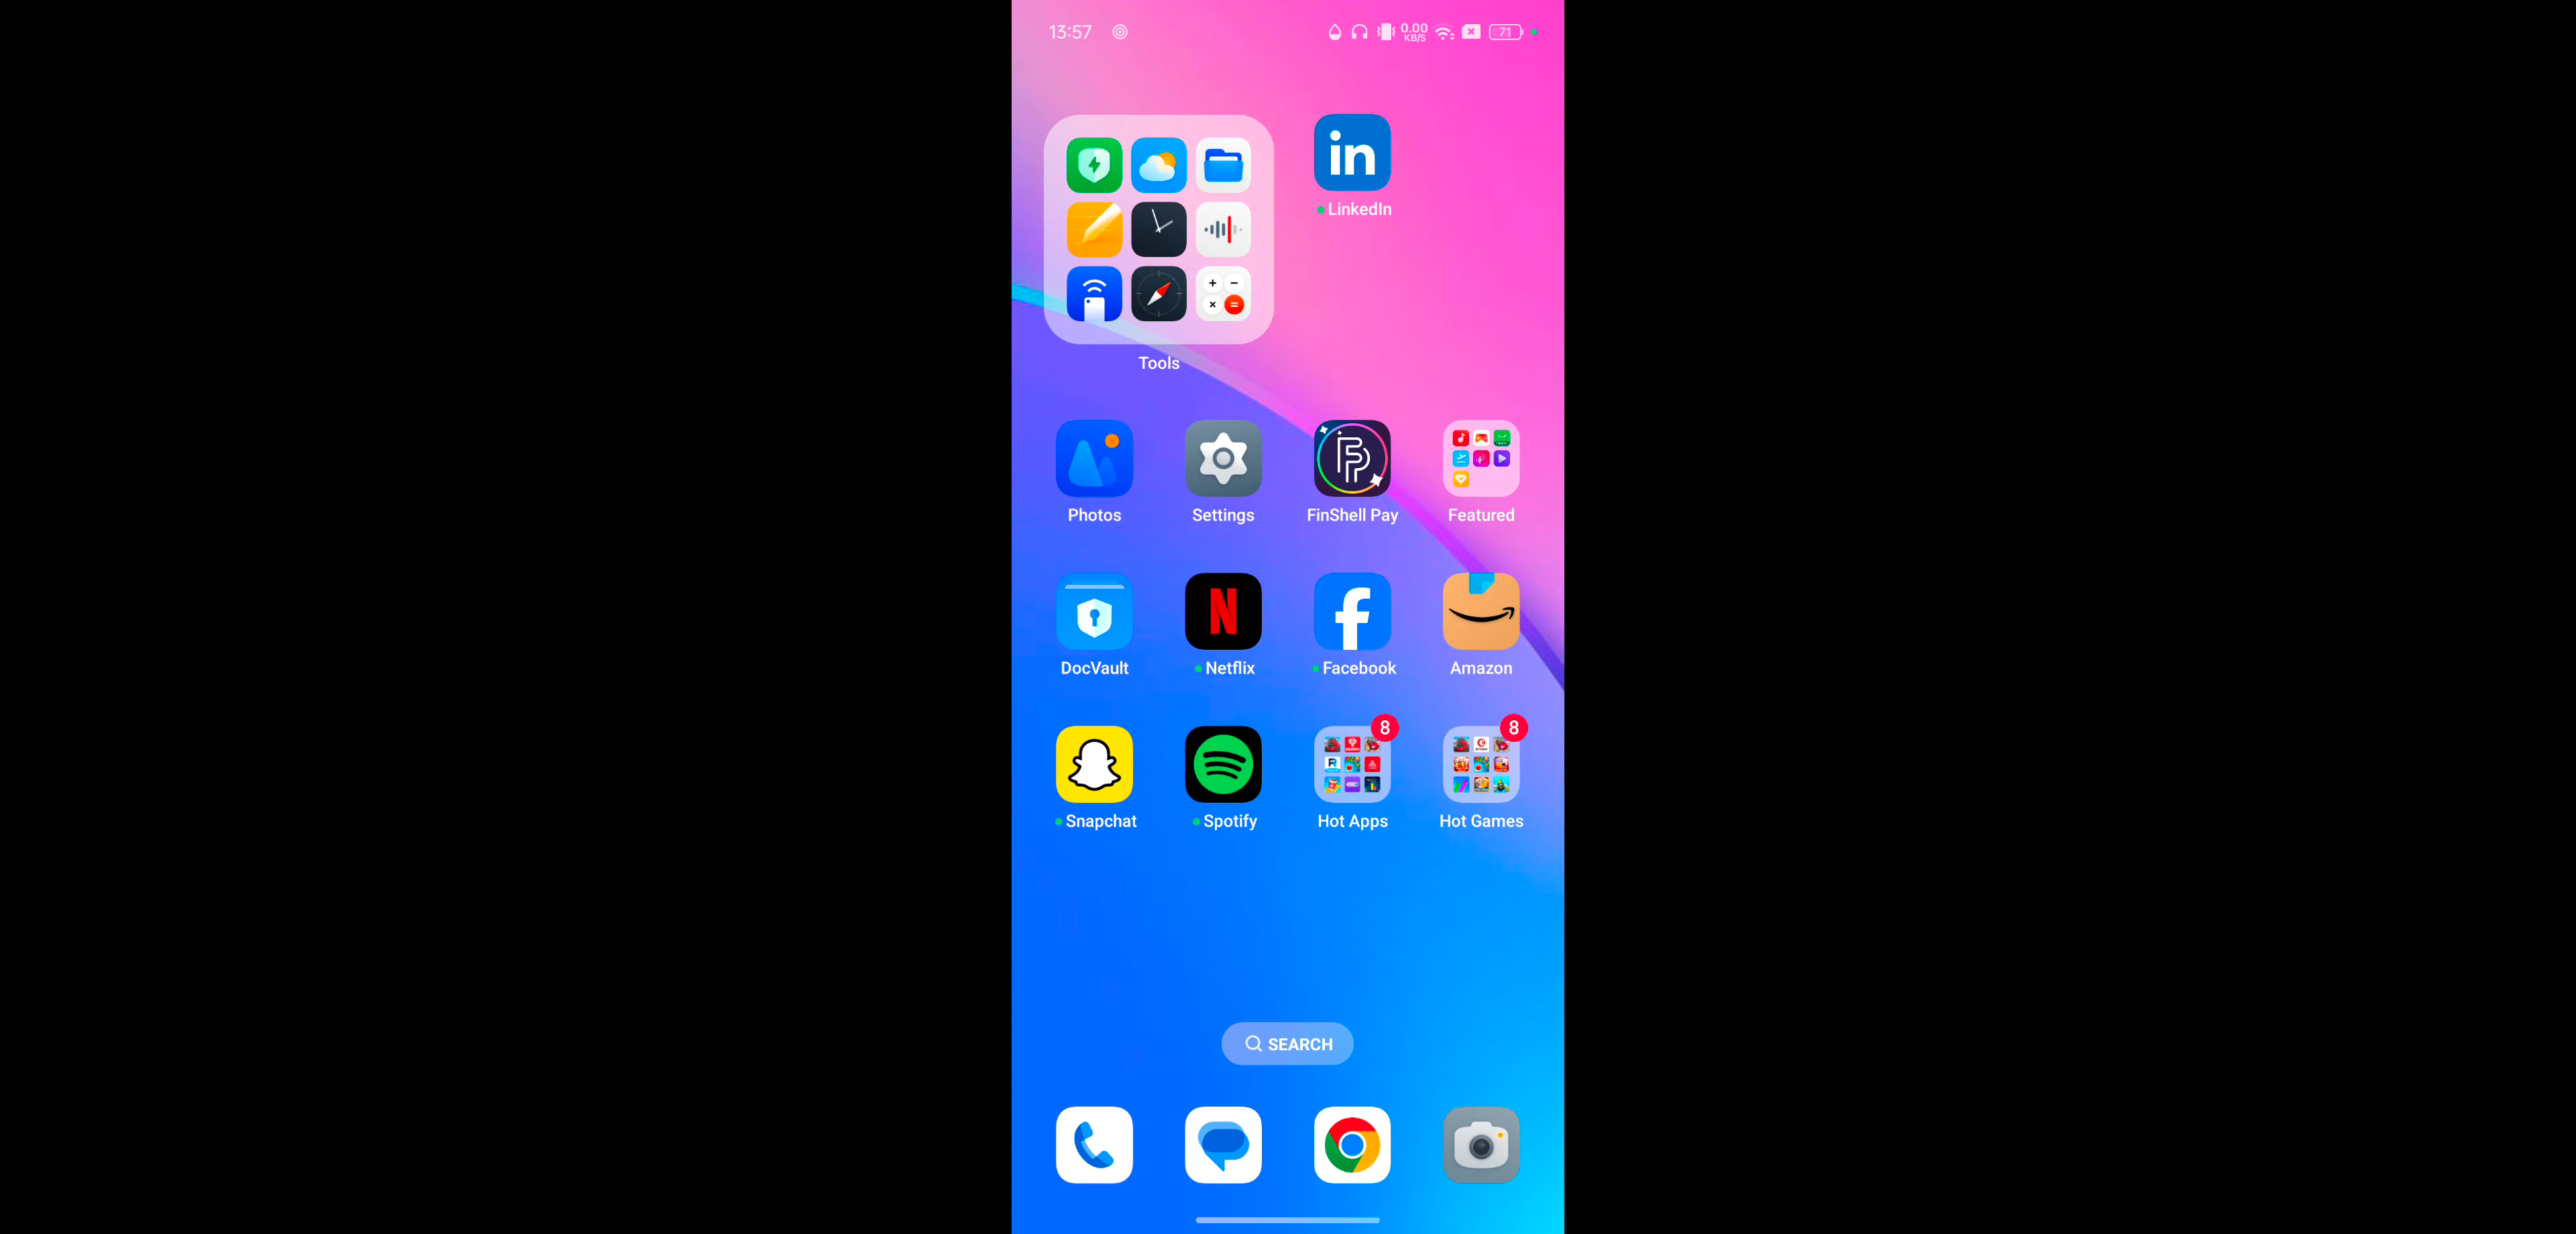 13:57 0.00 KB/S 71
in
LinkedIn
Tools
Photos Settings FinShell Pay Featured
DocVault Netflix Facebook Amazon
8 8
Snapchat Spotify Hot Apps Hot Games
SEARCH